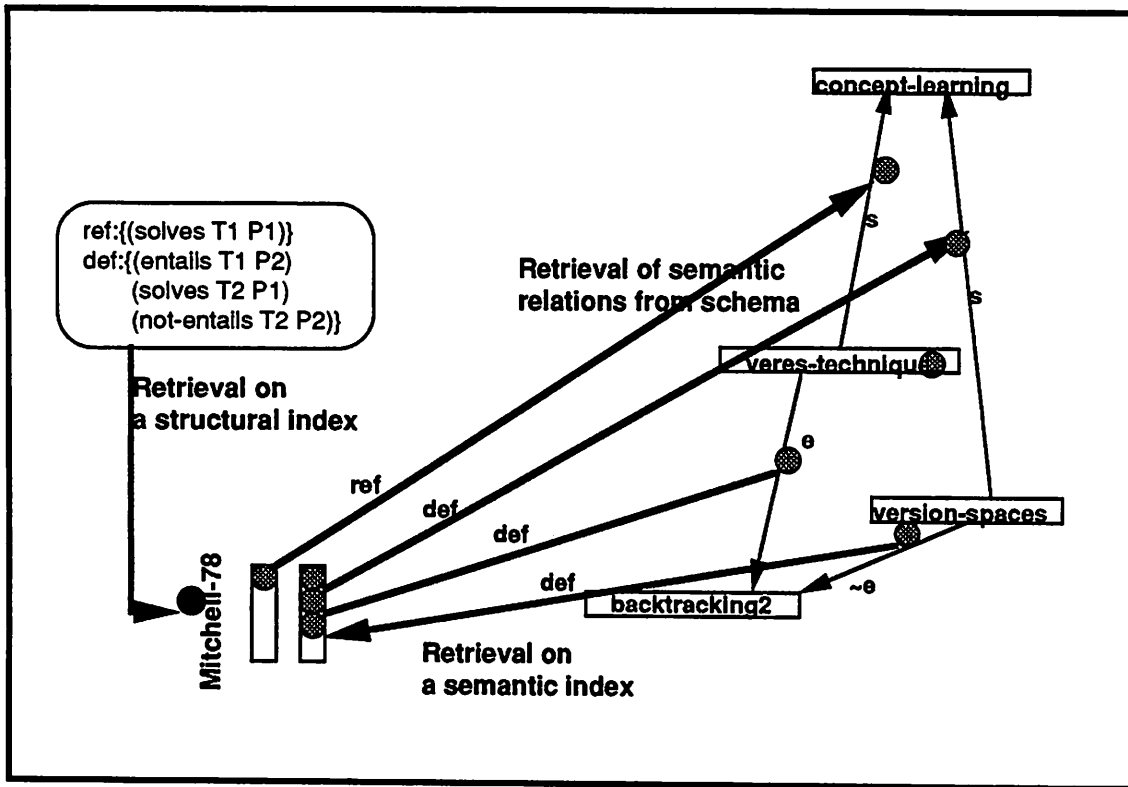 concept-learning
ref:{(solves T1 P1)}
def:{(entails T1 P2)
(solves T2 P1)
(not-entails T2 P2)}
s
Retrieval of semantic
relations from schema
s
veres-technique
Retrieval on
a structural index
e
ref
def
version-spaces
def
Mitchell-78
def
~e
backtracking2
Retrieval on
a semantic index